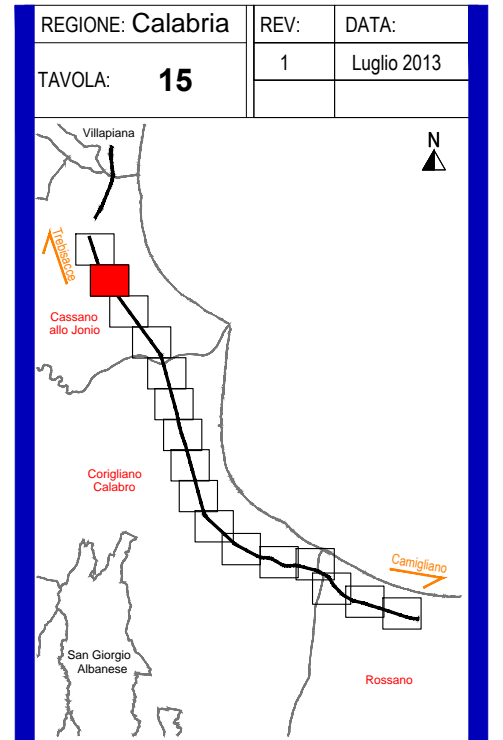 REGIONE: Calabria
REV:
DATA:
TAVOLA: 15
1
Luglio 2013
Villapiana
N
Trebisacce
Cassano
allo Jonio
Corigliano
Calabro
Camigliano
San Giorgio
Albanese
Rossano